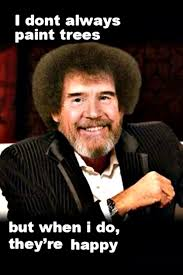 I dont always
paint trees
but when i do,
they're happy